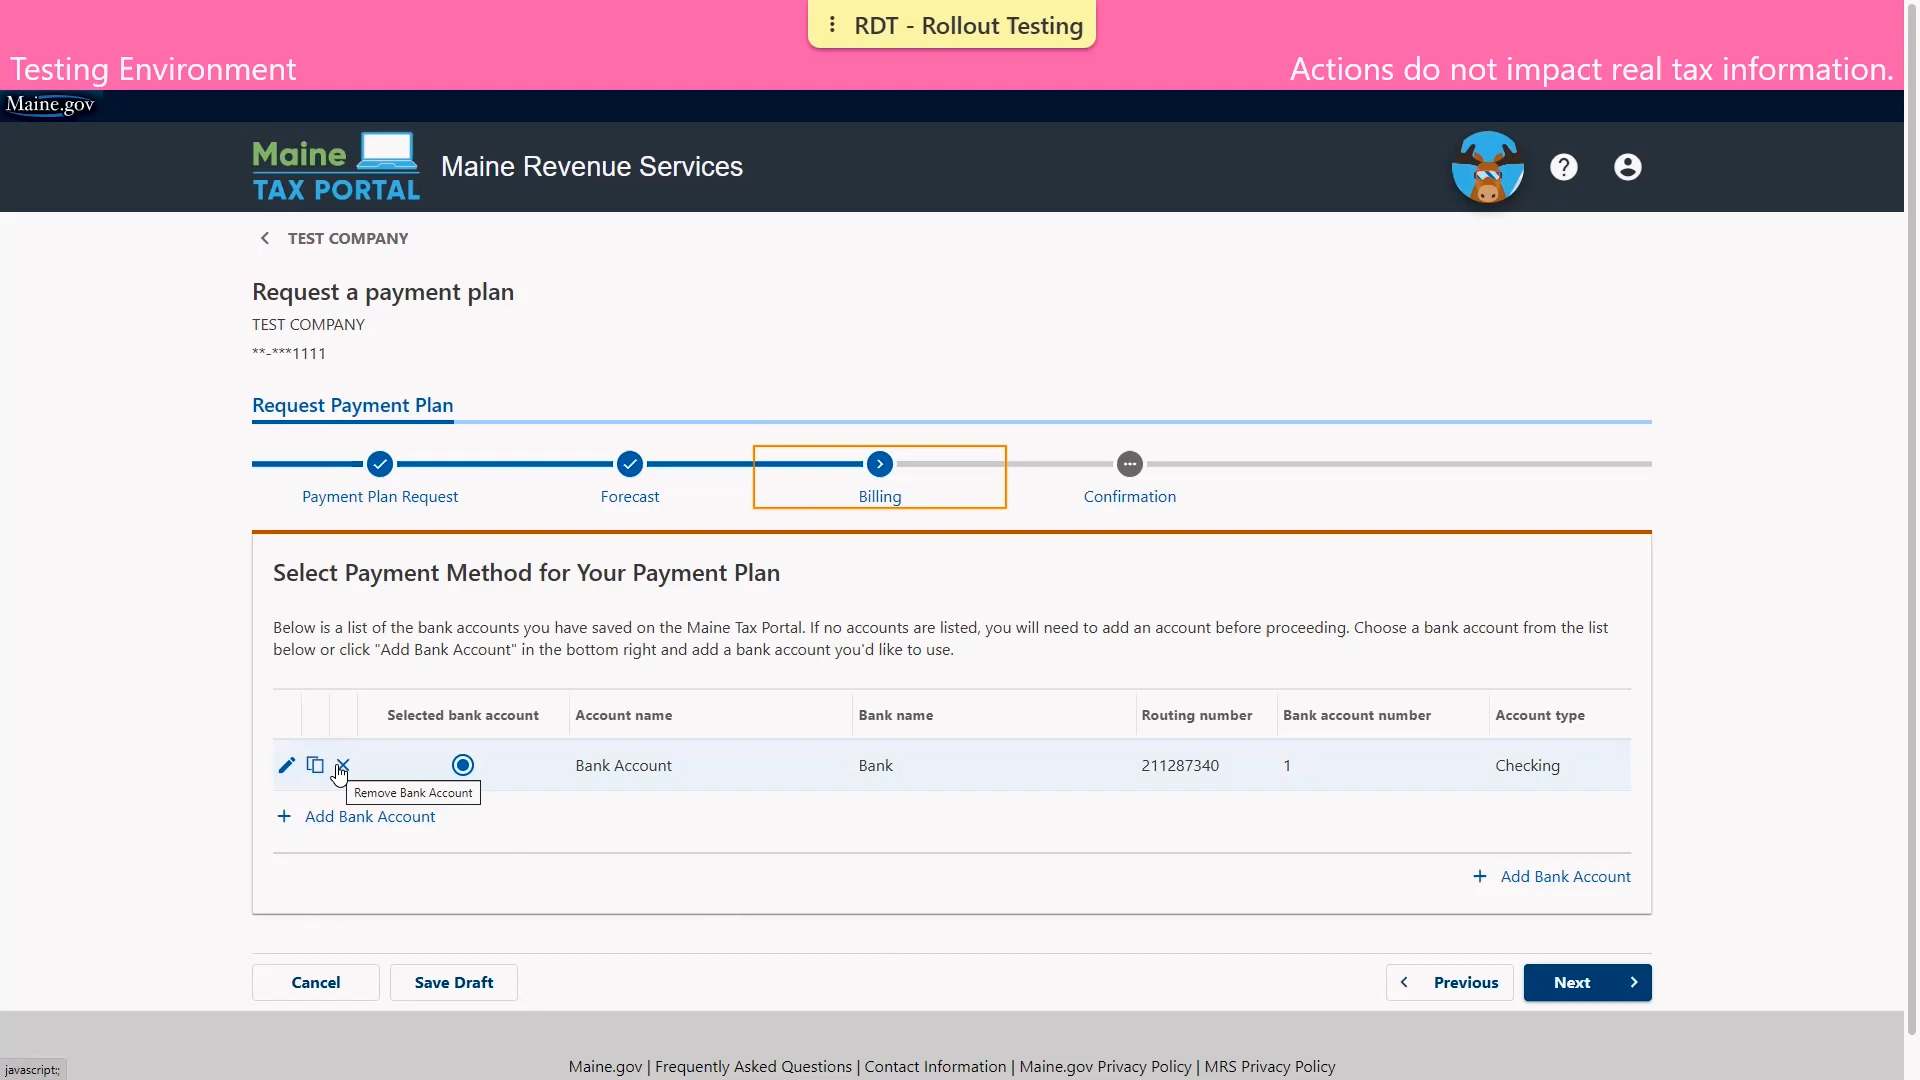 RDT - Rollout Testing
Testing Environment
Actions do not impact real tax information.
Maine.gov
Maine
TAX PORTAL
Maine Revenue Services
?
TEST COMPANY
Request a payment plan
TEST COMPANY
**-***1111
Request Payment Plan
Payment Plan Request
Forecast
Billing
Confirmation
Select Payment Method for Your Payment Plan
Below is a list of the bank accounts you have saved on the Maine Tax Portal. If no accounts are listed, you will need to add an account before proceeding. Choose a bank account from the list
below or click "Add Bank Account" in the bottom right and add a bank account you'd like to use.
Selected bank account Account name Bank name Routing number Bank account number Account type
Bank Account Bank 211287340 1 Checking
Remove Bank Account
+ Add Bank Account
+ Add Bank Account
Cancel
Save Draft
Previous
Next
Maine.gov | Frequently Asked Questions | Contact Information | Maine.gov Privacy Policy | MRS Privacy Policy
javascript:;